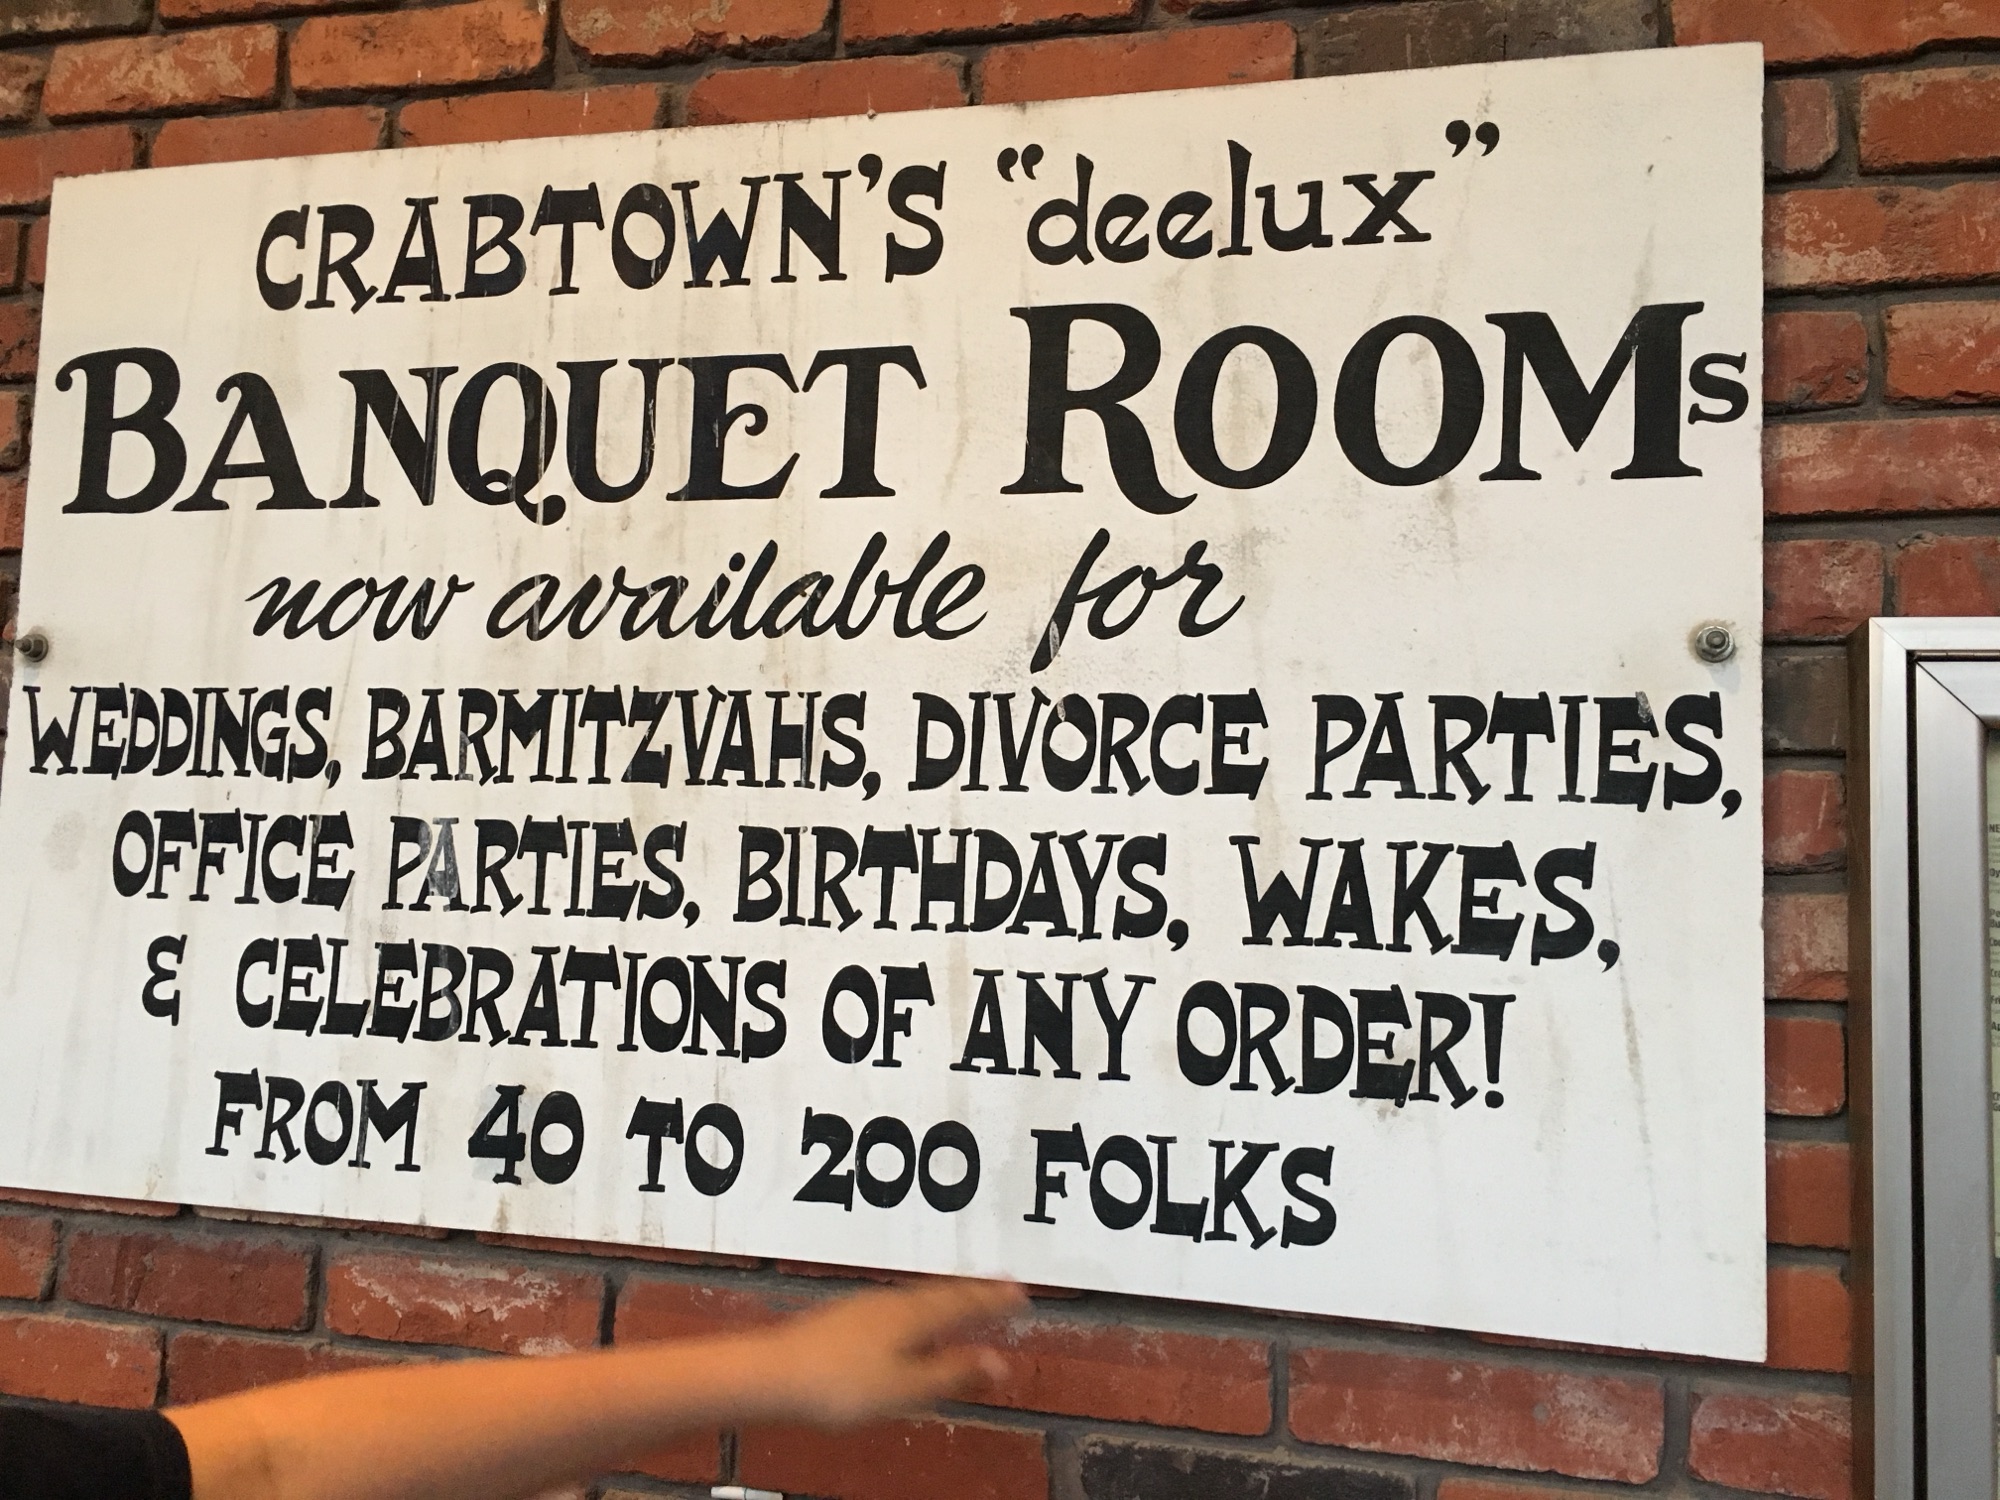 CRABTOWN'S "deelux"
BANQUET ROOMs
now available for
WEDDINGS, BARMITZVAHS, DIVORCE PARTIES,
OFFICE PARTIES, BIRTHDAYS, WAKES,
& CELEBRATIONS OF ANY ORDER!
FROM 40 TO 200 FOLKS